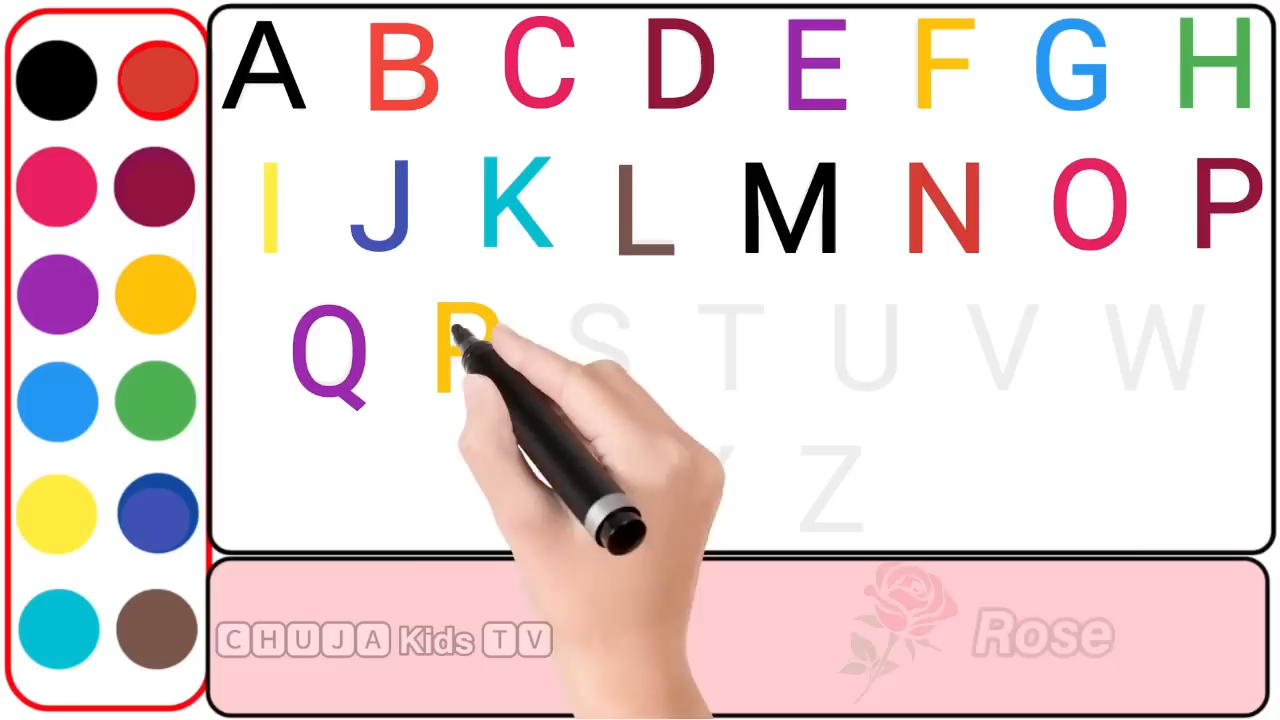 A B C D E F G H
I J K L M N O P
Q R S T U V W
Y Z
CHUJA Kids TV
Rose